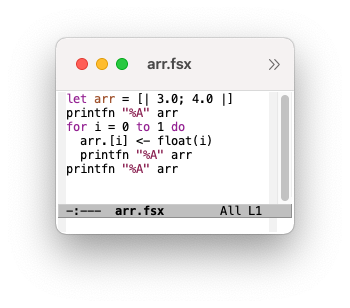 arr.fsx
let arr = [| 3.0; 4.0 |]
printfn "%A" arr
for i = 0 to 1 do
  arr.[i] <- float(i)
  printfn "%A" arr
printfn "%A" arr
-:---  arr.fsx        All L1